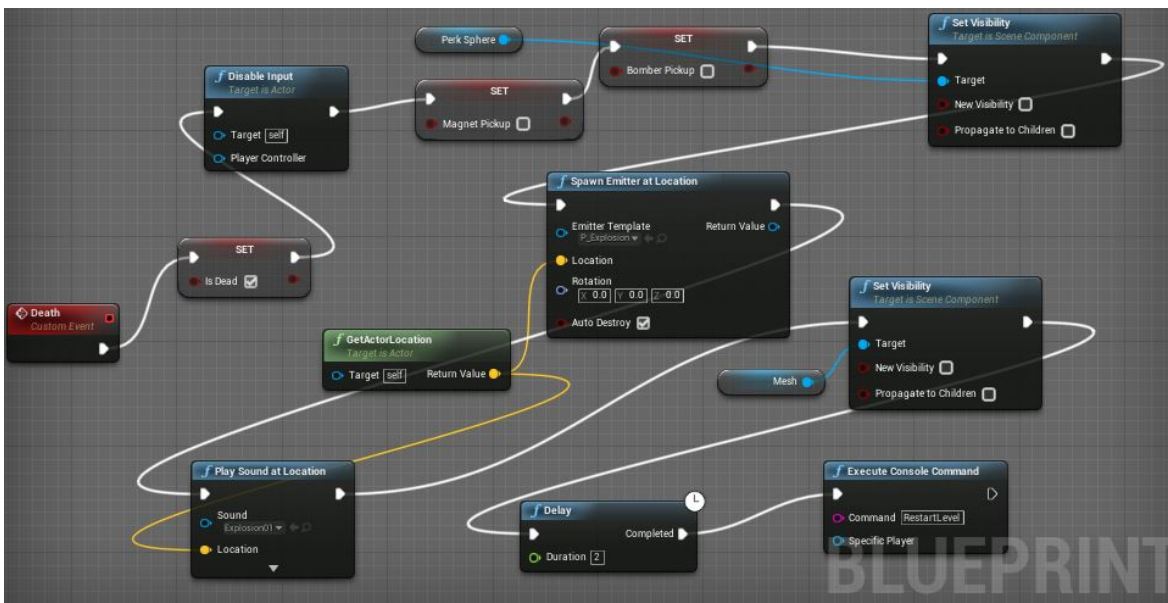 Death
Custom Event
SET
Is Dead
f Disable Input
Target is Actor
Target self
Player Controller
SET
Magnet Pickup
Perk Sphere
SET
Bomber Pickup
f Set Visibility
Target is Scene Component
Target
New Visibility
Propagate to Children
f Spawn Emitter at Location
Emitter Template
P_Explosion
Return Value
Location
Rotation
X 0.0 Y 0.0 Z 0.0
Auto Destroy
f GetActorLocation
Target is Actor
Target self Return Value
f Play Sound at Location
Sound
Explosion01
Location
Mesh
f Set Visibility
Target is Scene Component
Target
New Visibility
Propagate to Children
f Delay
Completed
Duration 2
f Execute Console Command
Command RestartLevel
Specific Player
BLUEPRINT